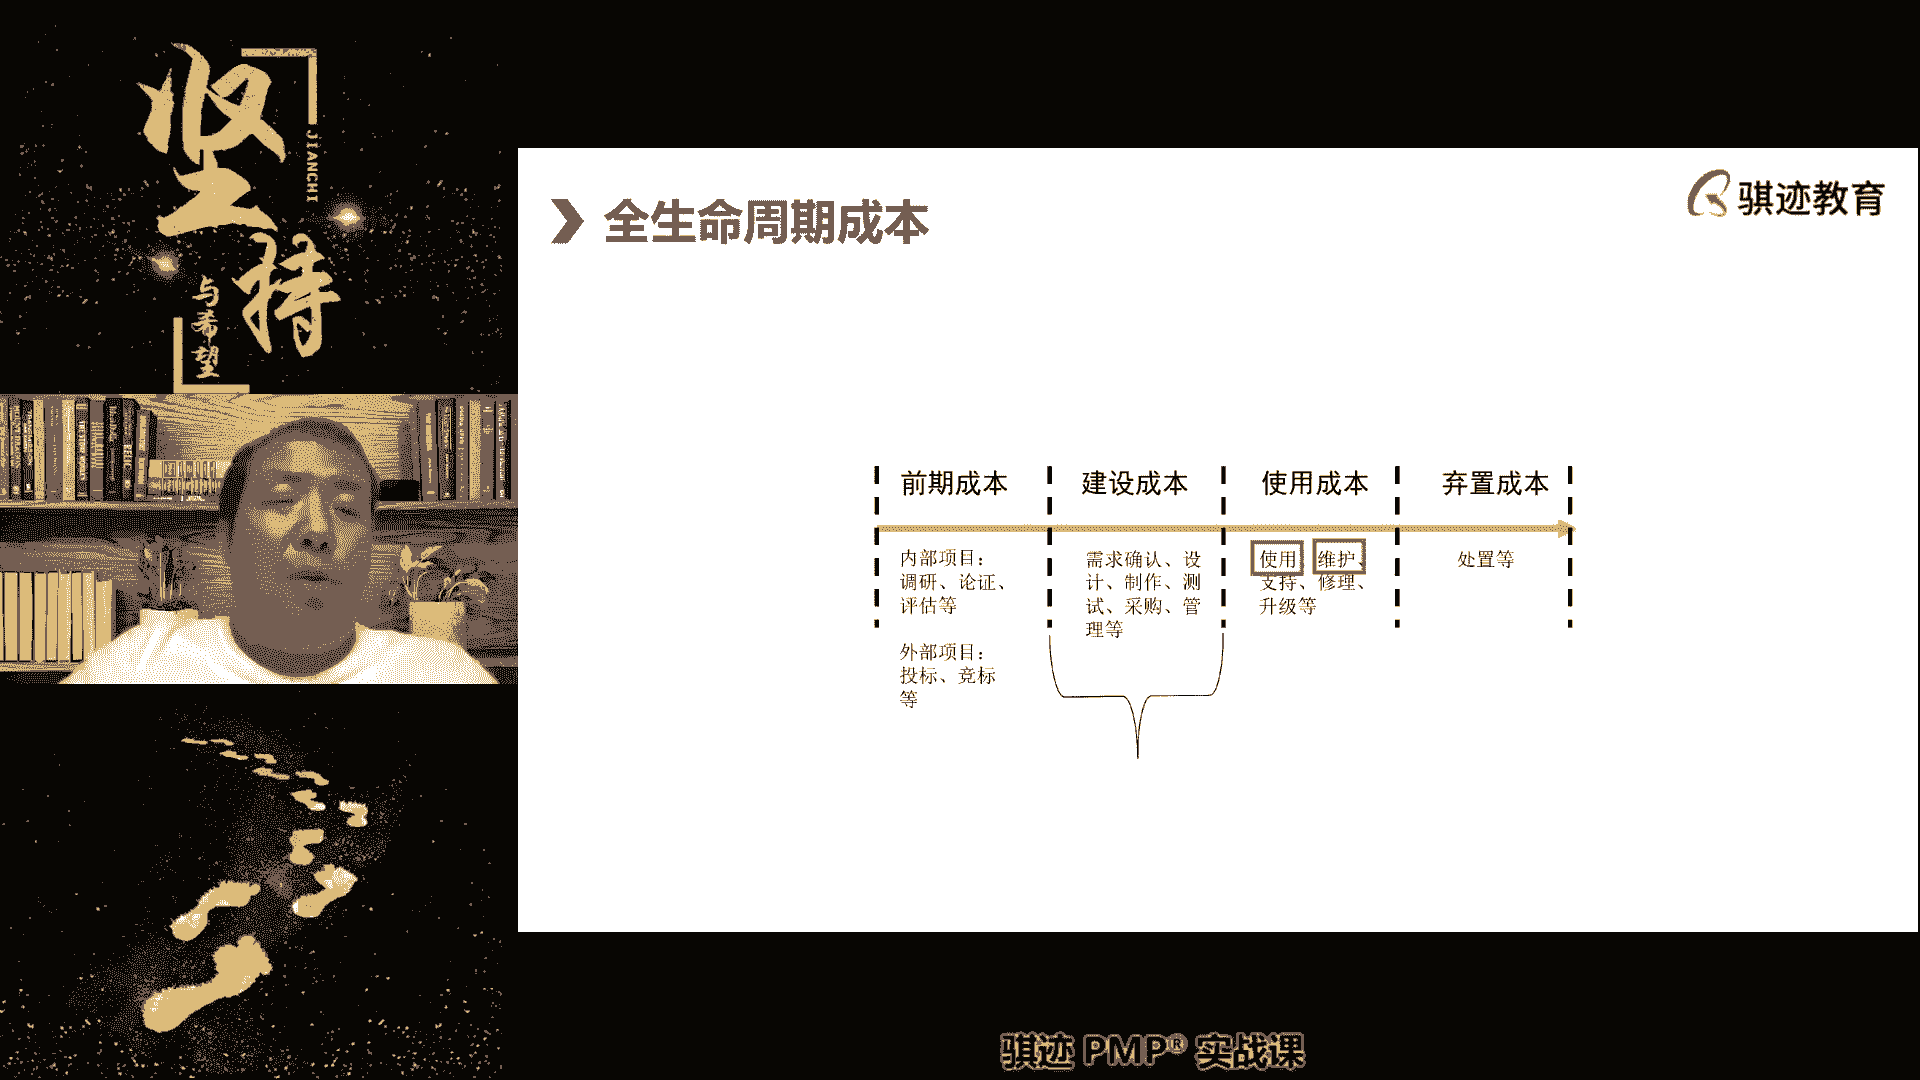 坚持
JIANCHI
与希望
全生命周期成本
骐迹教育
前期成本
建设成本
使用成本
弃置成本
内部项目：
调研、论证、
评估等
外部项目：
投标、竞标
等
需求确认、设
计、制作、测
试、采购、管
理等
使用、维护、
支持、修理、
升级等
处置等
骐迹 PMP® 实战课